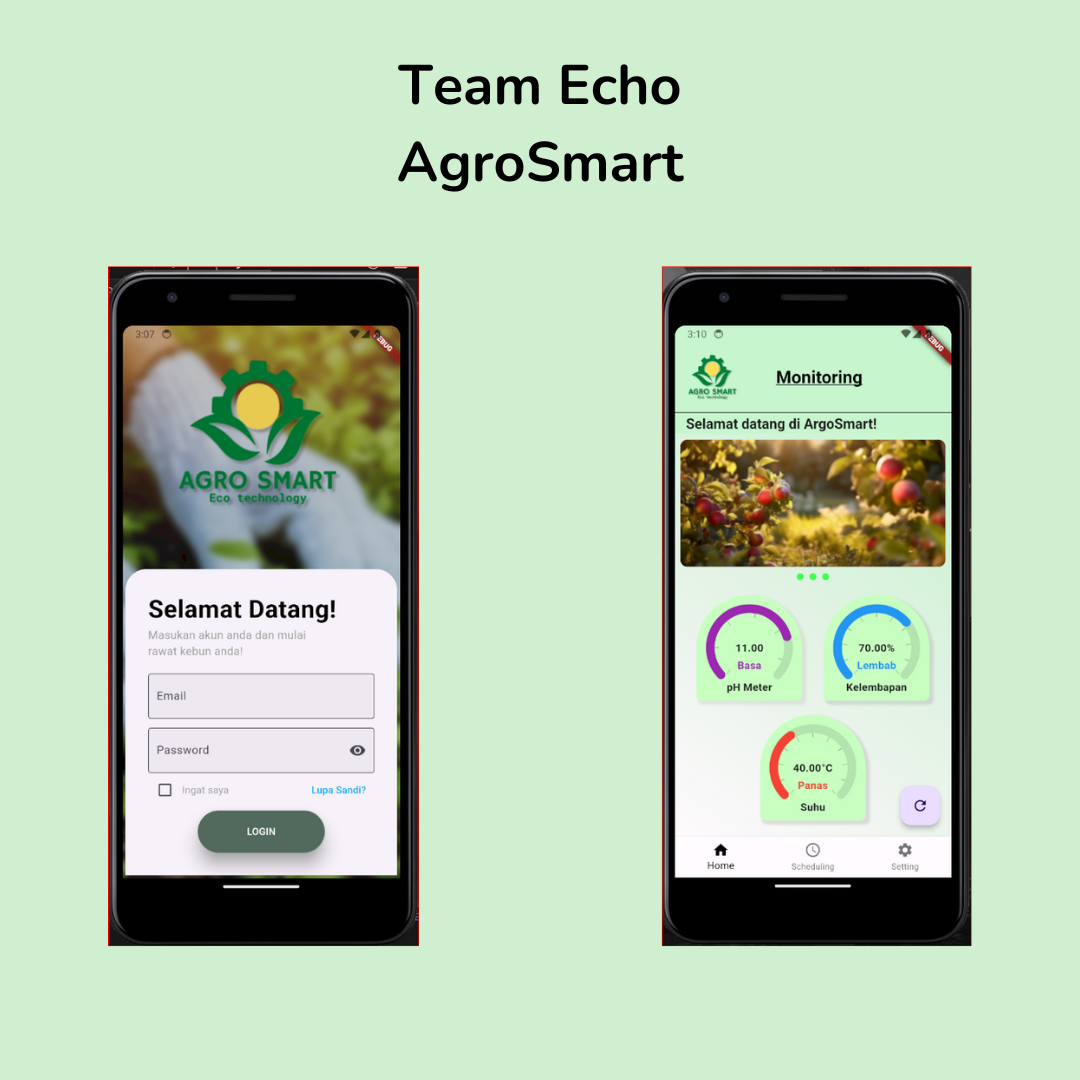 Team Echo
AgroSmart
3:07
AGRO SMART
Eco technology
Selamat Datang!
Masukan akun anda dan mulai
rawat kebun anda!
Email
Password
Ingat saya
Lupa Sandi?
LOGIN
3:10
AGRO SMART
Eco technology
Monitoring
Selamat datang di ArgoSmart!
11.00
Basa
pH Meter
70.00%
Lembab
Kelembapan
40.00°C
Panas
Suhu
Home
Scheduling
Setting